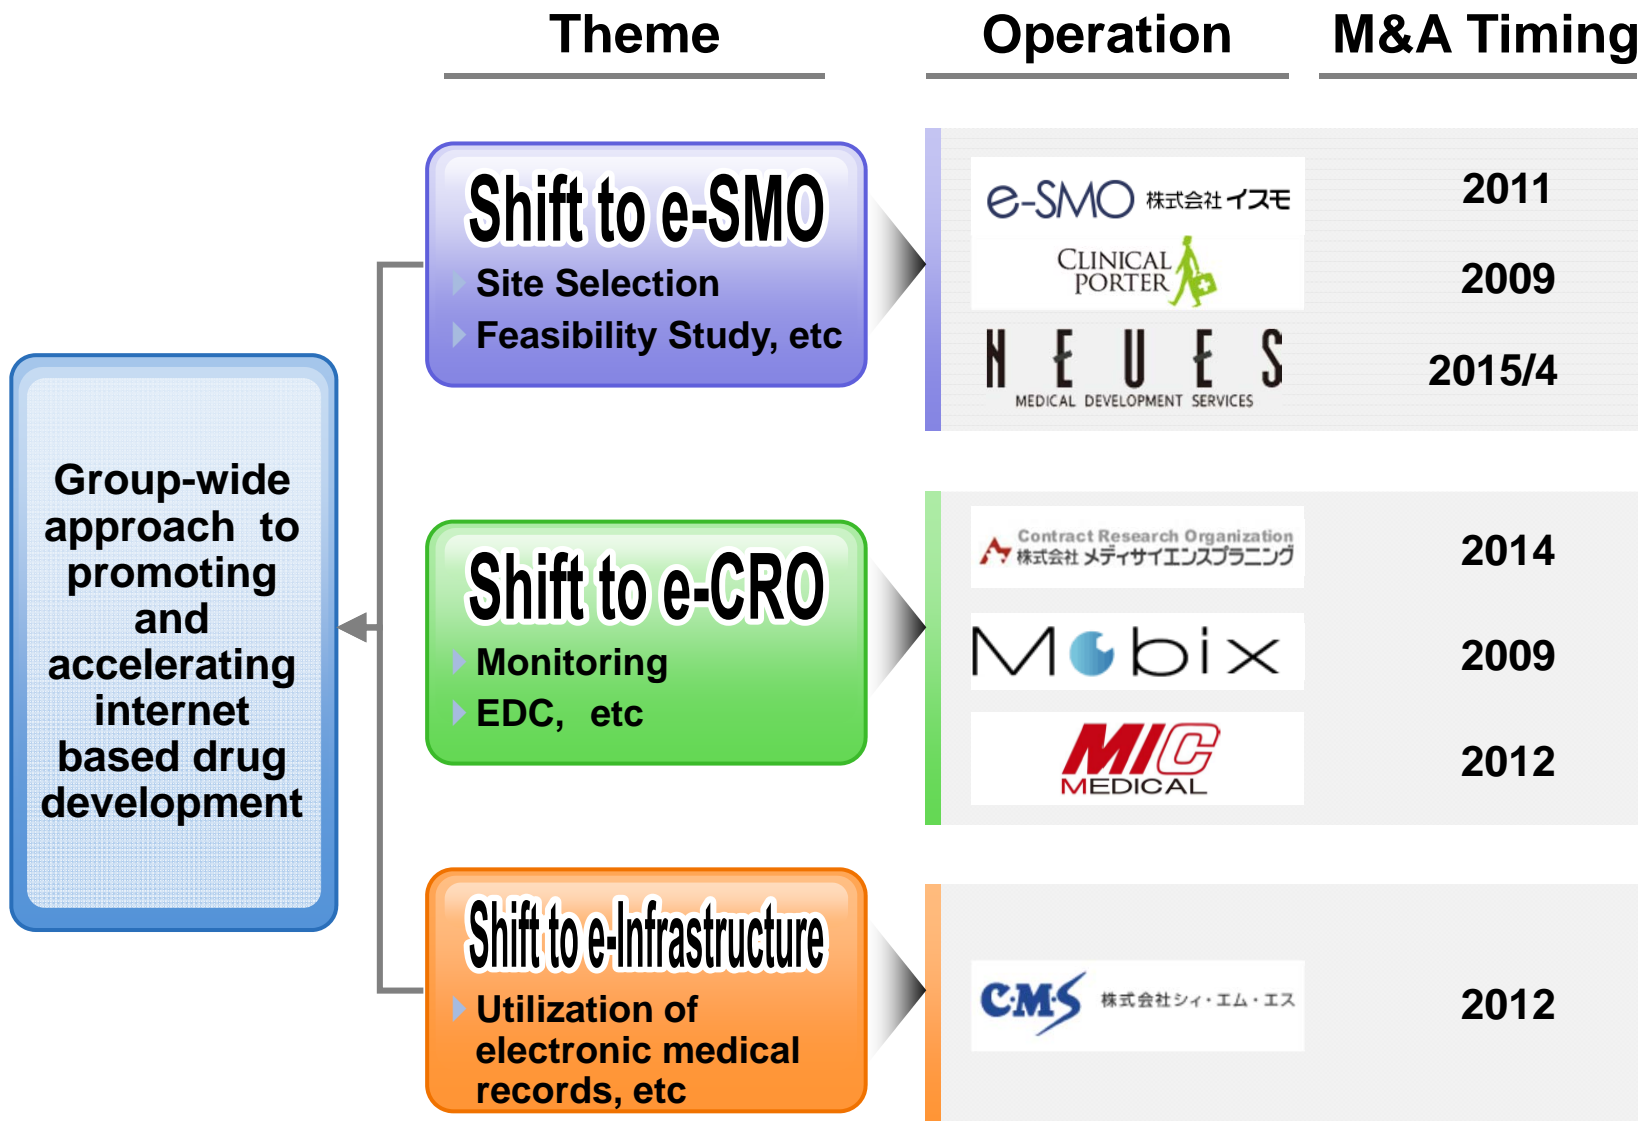 Theme
Operation
M&A Timing
Group-wide
approach to
promoting
and
accelerating
internet
based drug
development
Shift to e-SMO
Site Selection
Feasibility Study, etc
e-SMO 株式会社イスモ
2011
CLINICAL
PORTER
2009
NEUES
MEDICAL DEVELOPMENT SERVICES
2015/4
Shift to e-CRO
Monitoring
EDC, etc
Contract Research Organization
株式会社 メディサイエンスプラニング
2014
Mobix
2009
MIC
MEDICAL
2012
Shift to e-Infrastructure
Utilization of
electronic medical
records, etc
C·M·S 株式会社シィ・エム・エス
2012